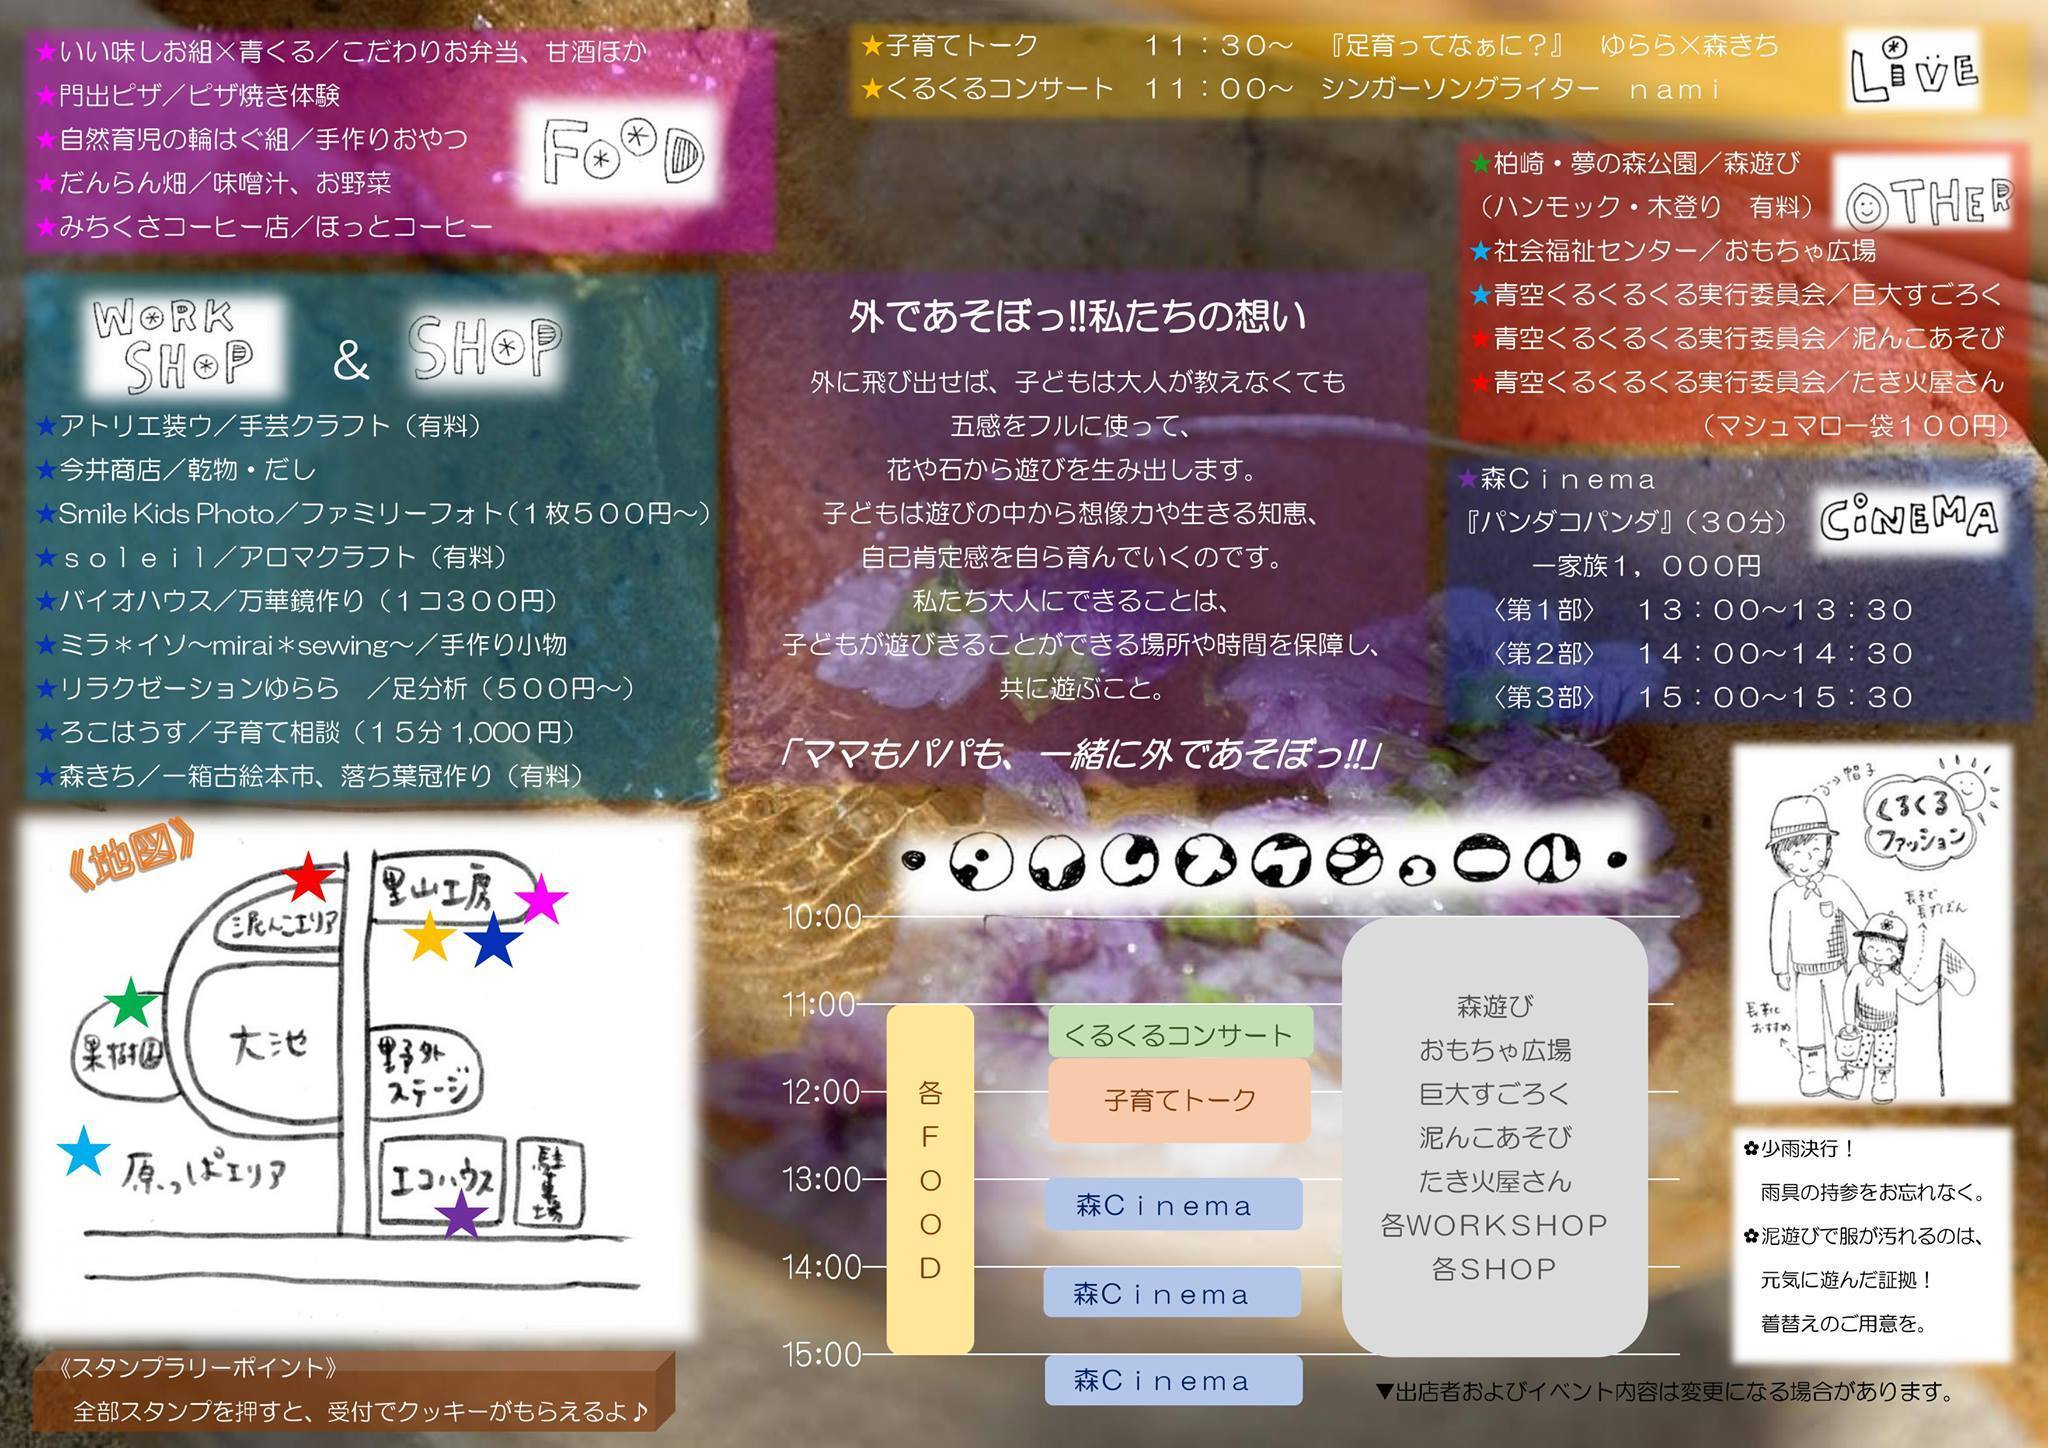 ★いい味しお組×青くる／こだわりお弁当、甘酒ほか
★門出ピザ／ピザ焼き体験
★自然育児の輪はぐ組／手作りおやつ
★だんらん畑／味噌汁、お野菜
★みちくさコーヒー店／ほっとコーヒー
FOOD
★子育てトーク　１１：３０～　『足育ってなぁに？』　ゆらら×森きち
★くるくるコンサート　１１：００～　シンガーソングライター　ｎａｍｉ
LiVE
★柏崎・夢の森公園／森遊び
（ハンモック・木登り　有料）
★社会福祉センター／おもちゃ広場
★青空くるくるくる実行委員会／巨大すごろく
★青空くるくるくる実行委員会／泥んこあそび
★青空くるくるくる実行委員会／たき火屋さん
（マシュマロ一袋１００円）
OTHER
WORK
SHOP
&
SHOP
★アトリエ装ウ／手芸クラフト（有料）
★今井商店／乾物・だし
★Smile Kids Photo／ファミリーフォト（１枚５００円～）
★ｓｏｌｅｉｌ／アロマクラフト（有料）
★バイオハウス／万華鏡作り（１コ３００円）
★ミラ＊イソ～mirai＊sewing～／手作り小物
★リラクゼーションゆらら　／足分析（５００円～）
★ろこはうす／子育て相談（１５分 1,000 円）
★森きち／一箱古絵本市、落ち葉冠作り（有料）
外であそぼっ!!私たちの想い
外に飛び出せば、子どもは大人が教えなくても
五感をフルに使って、
花や石から遊びを生み出します。
子どもは遊びの中から想像力や生きる知恵、
自己肯定感を自ら育んでいくのです。
私たち大人にできることは、
子どもが遊びきることができる場所や時間を保障し、
共に遊ぶこと。
「ママもパパも、一緒に外であそぼっ!!」
★森Ｃｉｎｅｍａ
『パンダコパンダ』（３０分）
一家族１，０００円
〈第１部〉　１３：００～１３：３０
〈第２部〉　１４：００～１４：３０
〈第３部〉　１５：００～１５：３０
CiNEMA
《地図》
泥んこエリア
里山工房
果樹園
大池
野外
ステージ
原っぱエリア
エコハウス
駐車場
《スタンプラリーポイント》
全部スタンプを押すと、受付でクッキーがもらえるよ♪
・タイムスケジュール・
10:00
11:00
12:00
13:00
14:00
15:00
各ＦＯＯＤ
くるくるコンサート
子育てトーク
森Ｃｉｎｅｍａ
森Ｃｉｎｅｍａ
森Ｃｉｎｅｍａ
森遊び
おもちゃ広場
巨大すごろく
泥んこあそび
たき火屋さん
各ＷＯＲＫＳＨＯＰ
各ＳＨＯＰ
▼出店者およびイベント内容は変更になる場合があります。
帽子
くるくる
ファッション
長そで
長ずぼん
長ぐつ
おすすめ
✿少雨決行！
雨具の持参をお忘れなく。
✿泥遊びで服が汚れるのは、
元気に遊んだ証拠！
着替えのご用意を。